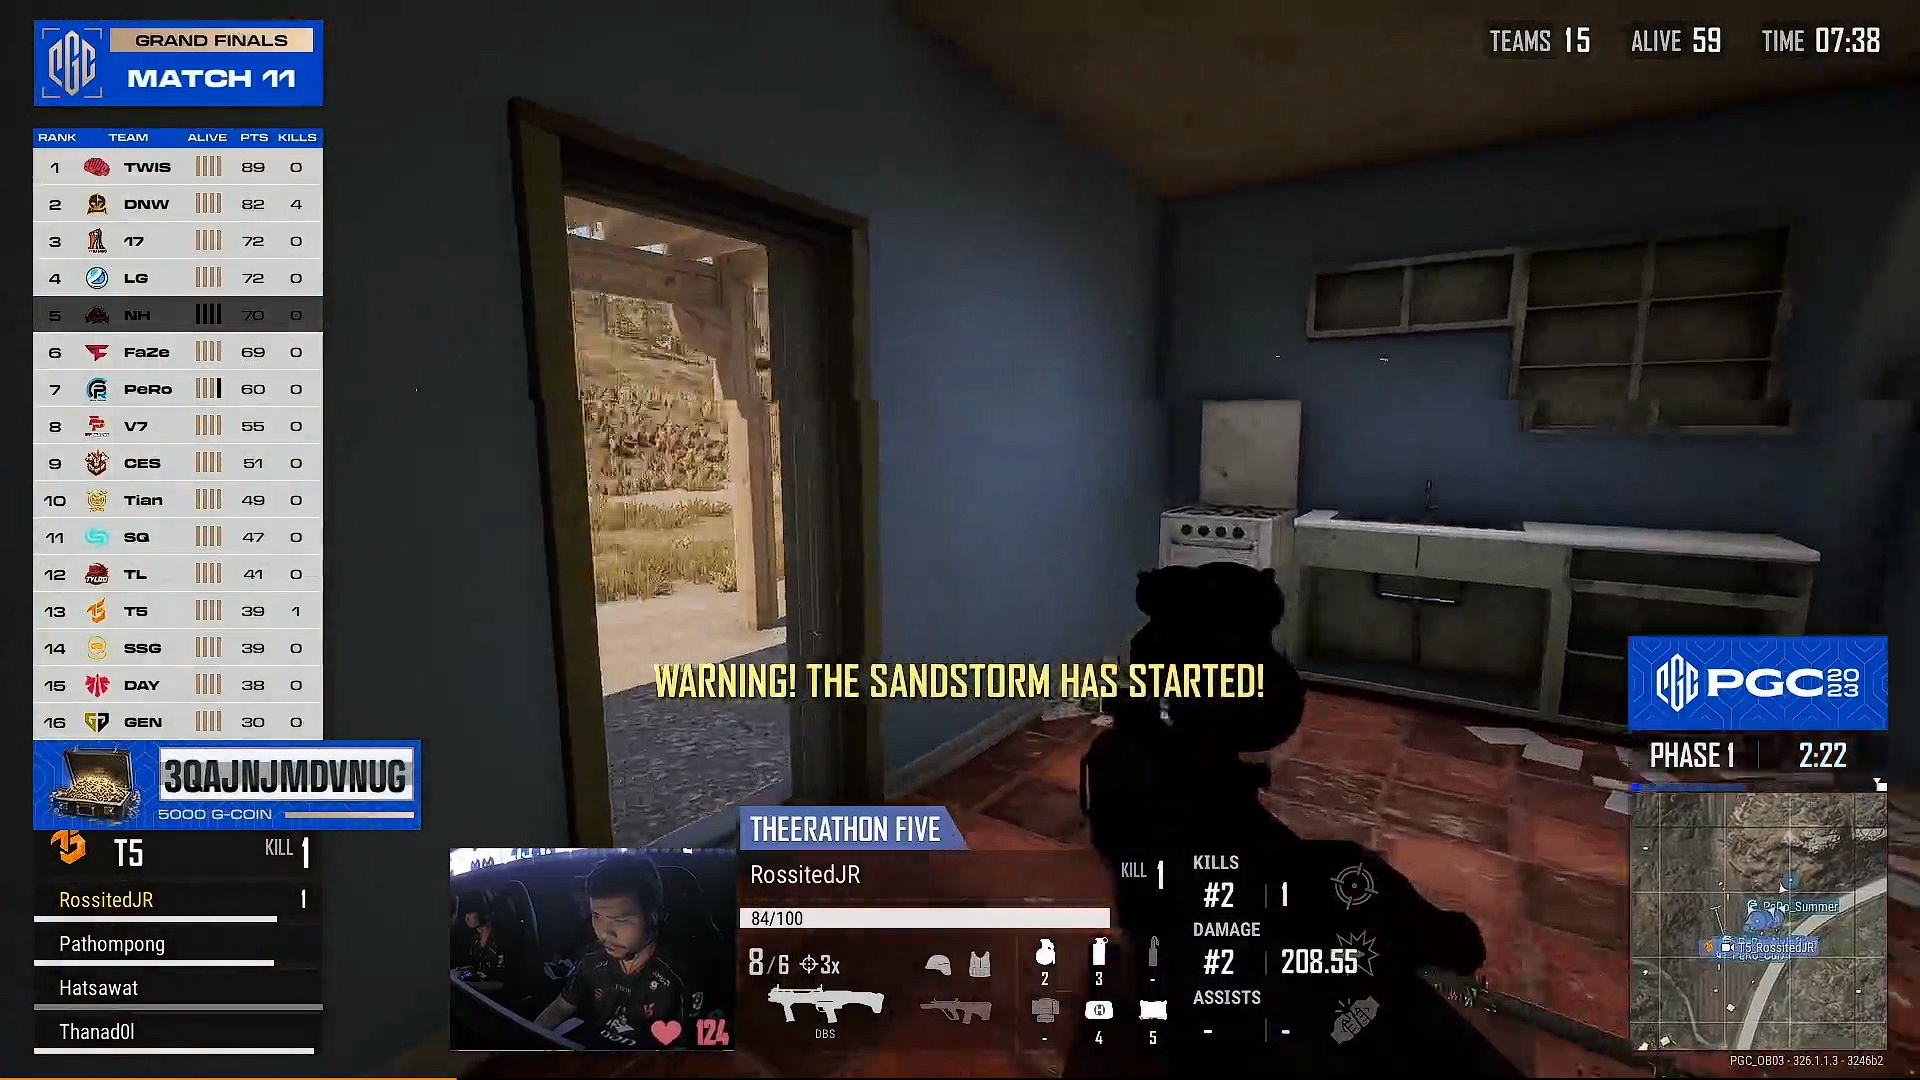 GRAND FINALS
MATCH 11
TEAMS 15 ALIVE 59 TIME 07:38
RANK TEAM ALIVE PTS KILLS
1 TWIS 89 0
2 DNW 82 4
3 17 72 0
4 LG 72 0
5 NH 70 0
6 FaZe 69 0
7 PeRo 60 0
8 V7 55 0
9 CES 51 0
10 Tian 49 0
11 SQ 47 0
12 TL 41 0
13 T5 39 1
14 SSG 39 0
15 DAY 38 0
16 GEN 30 0
WARNING! THE SANDSTORM HAS STARTED!
3QAJNJMDVNUG
5000 G-COIN
T5 KILL 1
RossitedJR 1
Pathompong
Hatsawat
Thanad0l
124
THEERATHON FIVE
RossitedJR KILL 1
84/100
8/6 3x
DBS
2 3 -
- 4 5
KILLS
#2 1
DAMAGE
#2 208.55
ASSISTS
- -
PGC 2023
PHASE 1 2:22
PeRo_Summer
T5_RossitedJR
PGC_OB03 - 326.1.1.3 - 3246b2